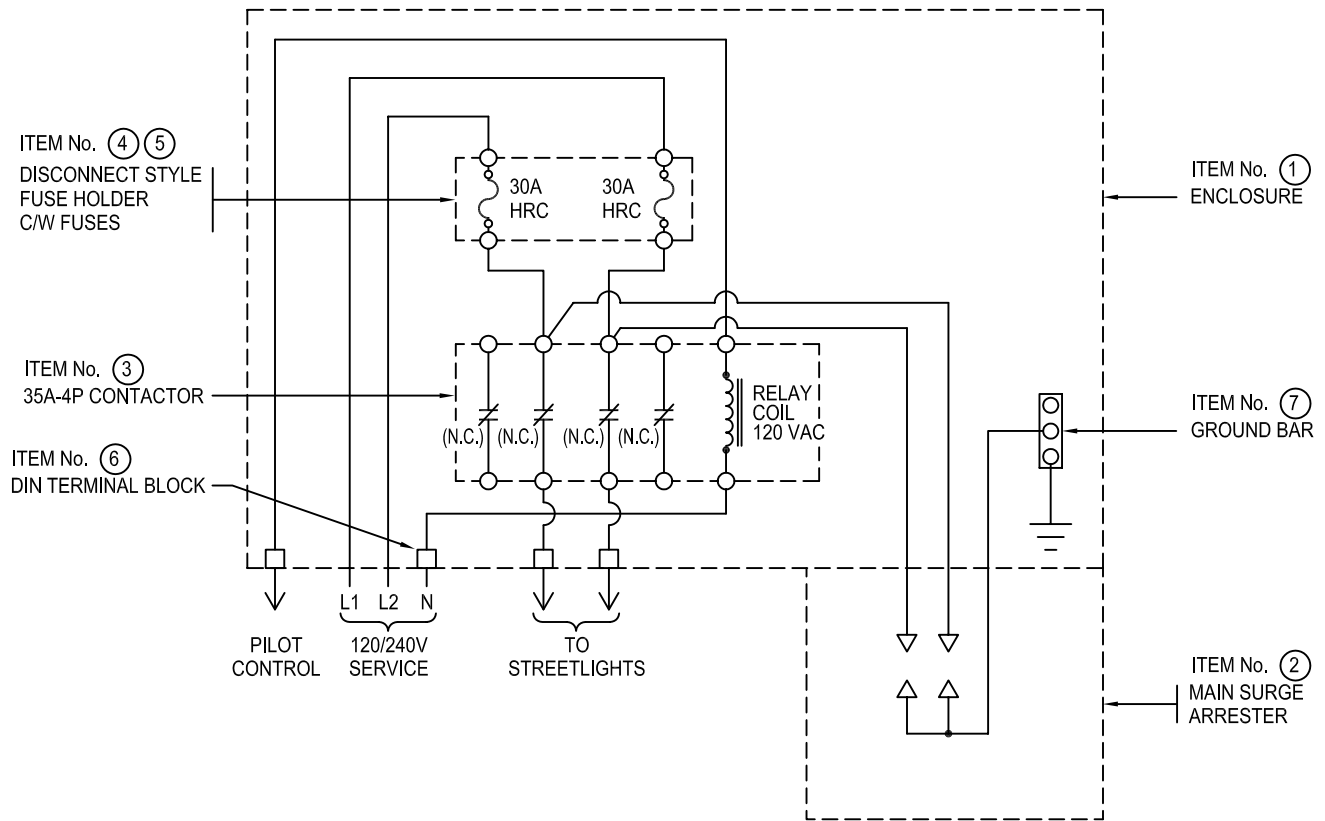 ITEM No. 4 5
DISCONNECT STYLE
FUSE HOLDER
C/W FUSES
30A
HRC
30A
HRC
ITEM No. 1
ENCLOSURE
ITEM No. 3
35A-4P CONTACTOR
(N.C.) (N.C.) (N.C.) (N.C.)
RELAY
COIL
120 VAC
ITEM No. 7
GROUND BAR
ITEM No. 6
DIN TERMINAL BLOCK
L1 L2 N
PILOT
CONTROL
120/240V
SERVICE
TO
STREETLIGHTS
ITEM No. 2
MAIN SURGE
ARRESTER